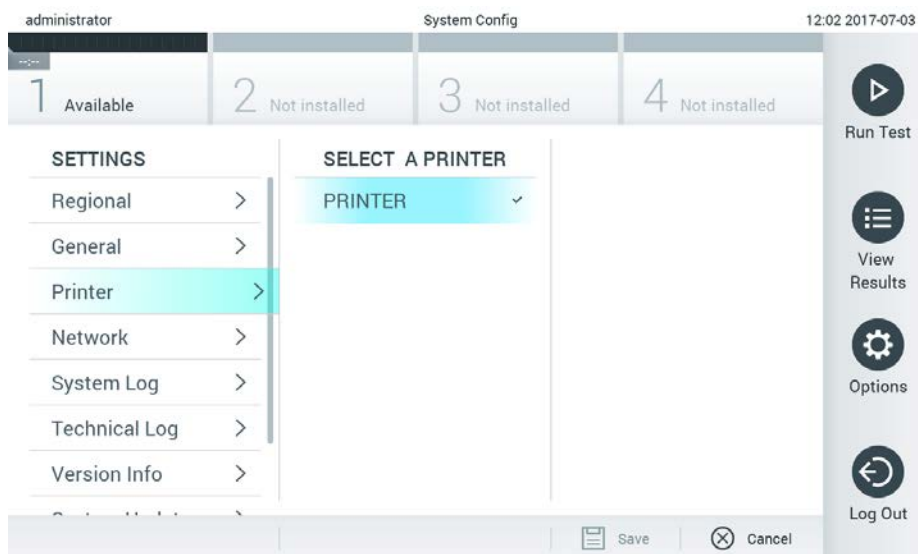 administrator System Config 12:02 2017-07-03
--:--
1 Available
2 Not installed
3 Not installed
4 Not installed
SETTINGS
Regional
General
Printer
Network
System Log
Technical Log
Version Info
SELECT A PRINTER
PRINTER
Run Test
View
Results
Options
Log Out
Save
Cancel